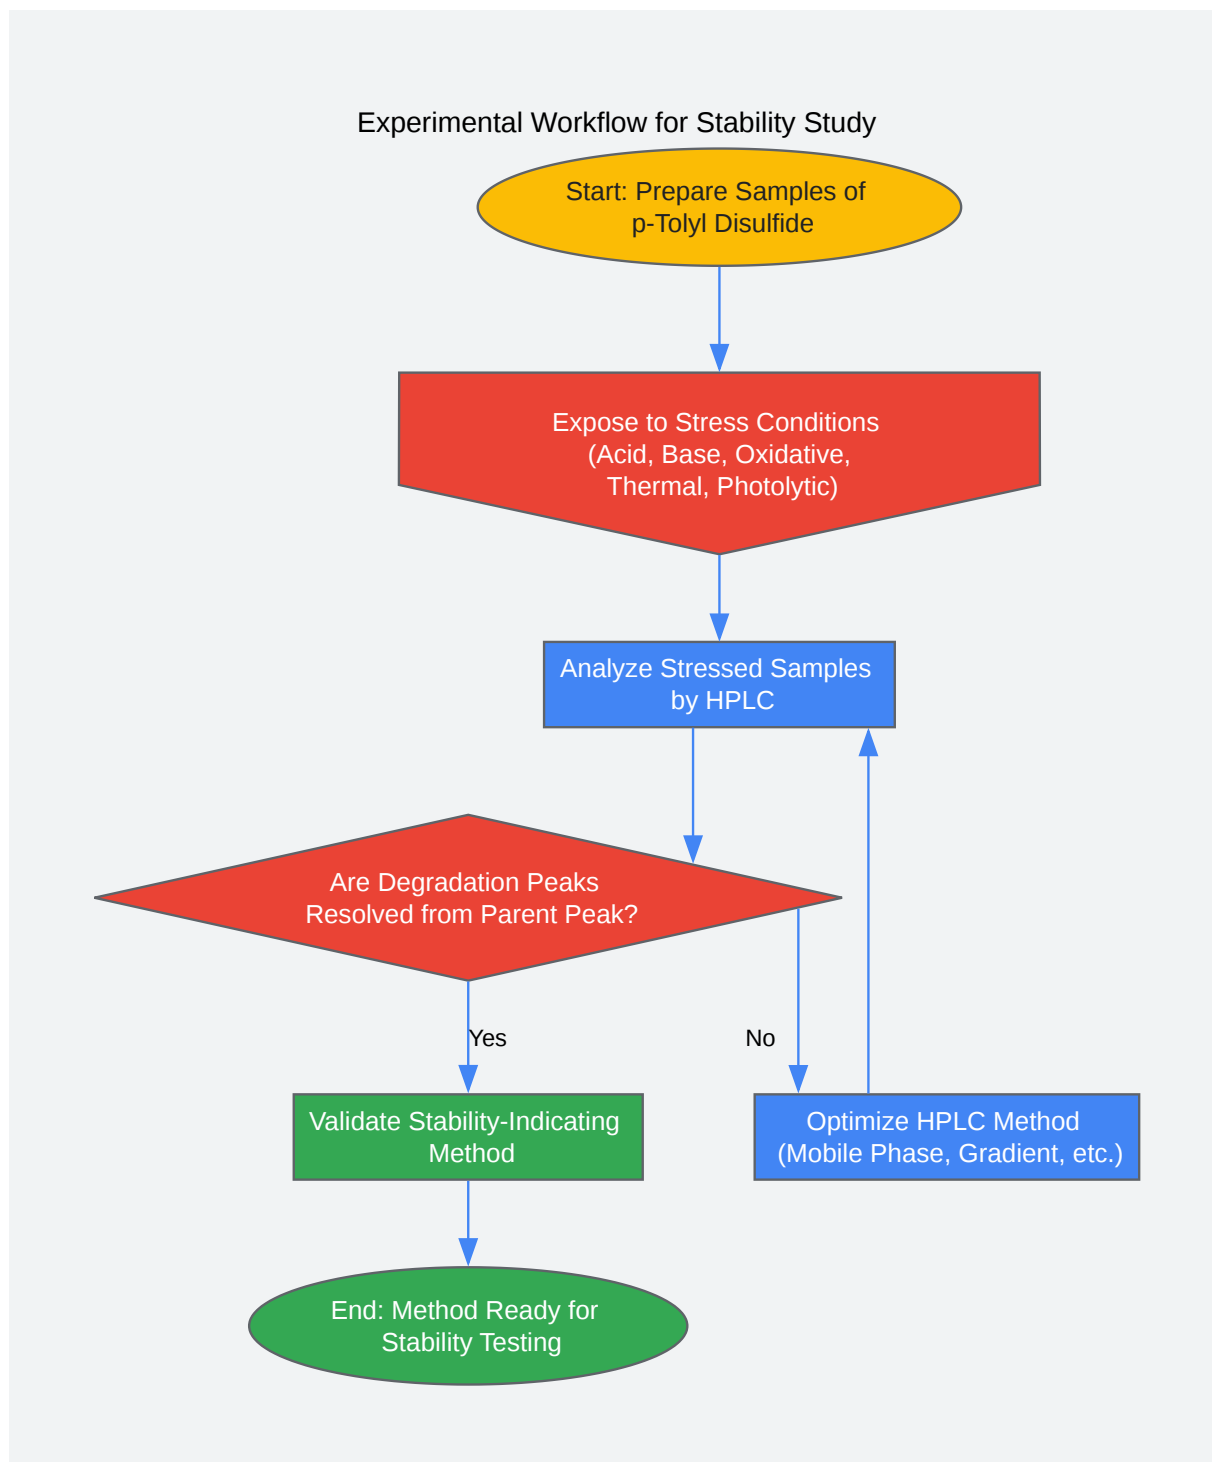 Experimental Workflow for Stability Study
Start: Prepare Samples of
p-Tolyl Disulfide
Expose to Stress Conditions
(Acid, Base, Oxidative,
Thermal, Photolytic)
Analyze Stressed Samples
by HPLC
Are Degradation Peaks
Resolved from Parent Peak?
Yes
No
Validate Stability-Indicating
Method
Optimize HPLC Method
(Mobile Phase, Gradient, etc.)
End: Method Ready for
Stability Testing